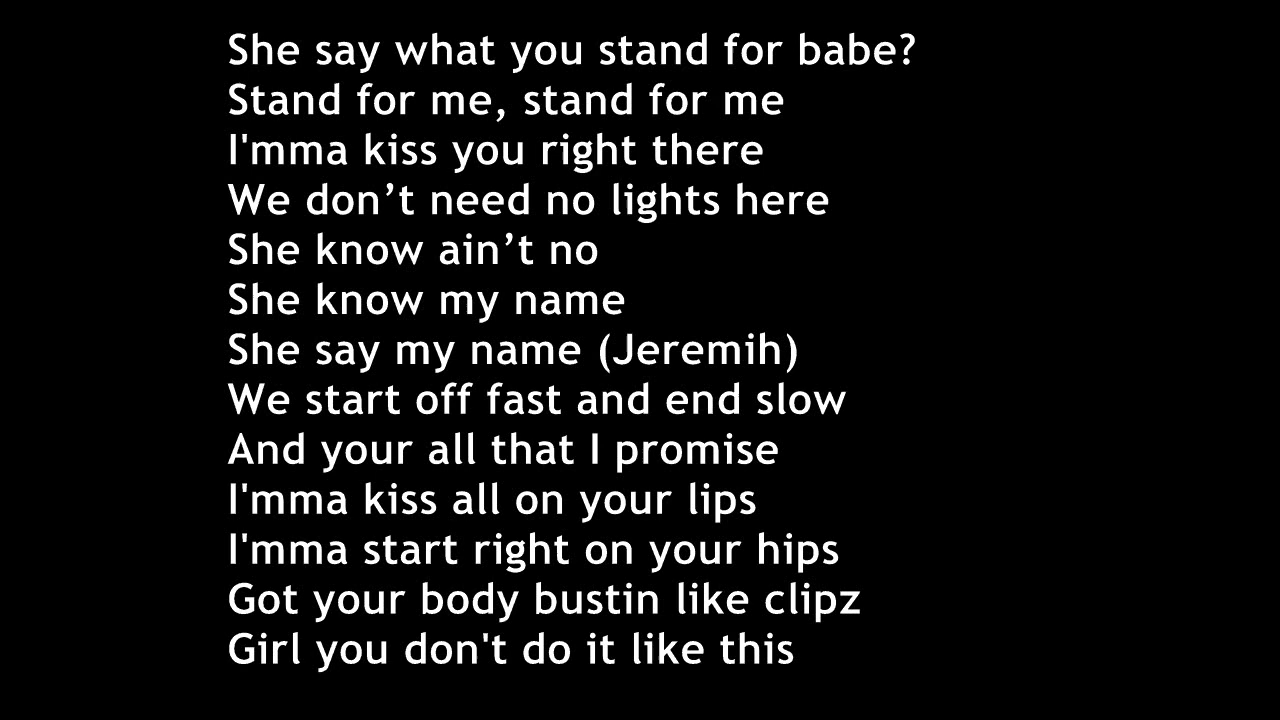 She say what you stand for babe?
Stand for me, stand for me
I'mma kiss you right there
We don’t need no lights here
She know ain’t no
She know my name
She say my name (Jeremih)
We start off fast and end slow
And your all that I promise
I'mma kiss all on your lips
I'mma start right on your hips
Got your body bustin like clipz
Girl you don't do it like this